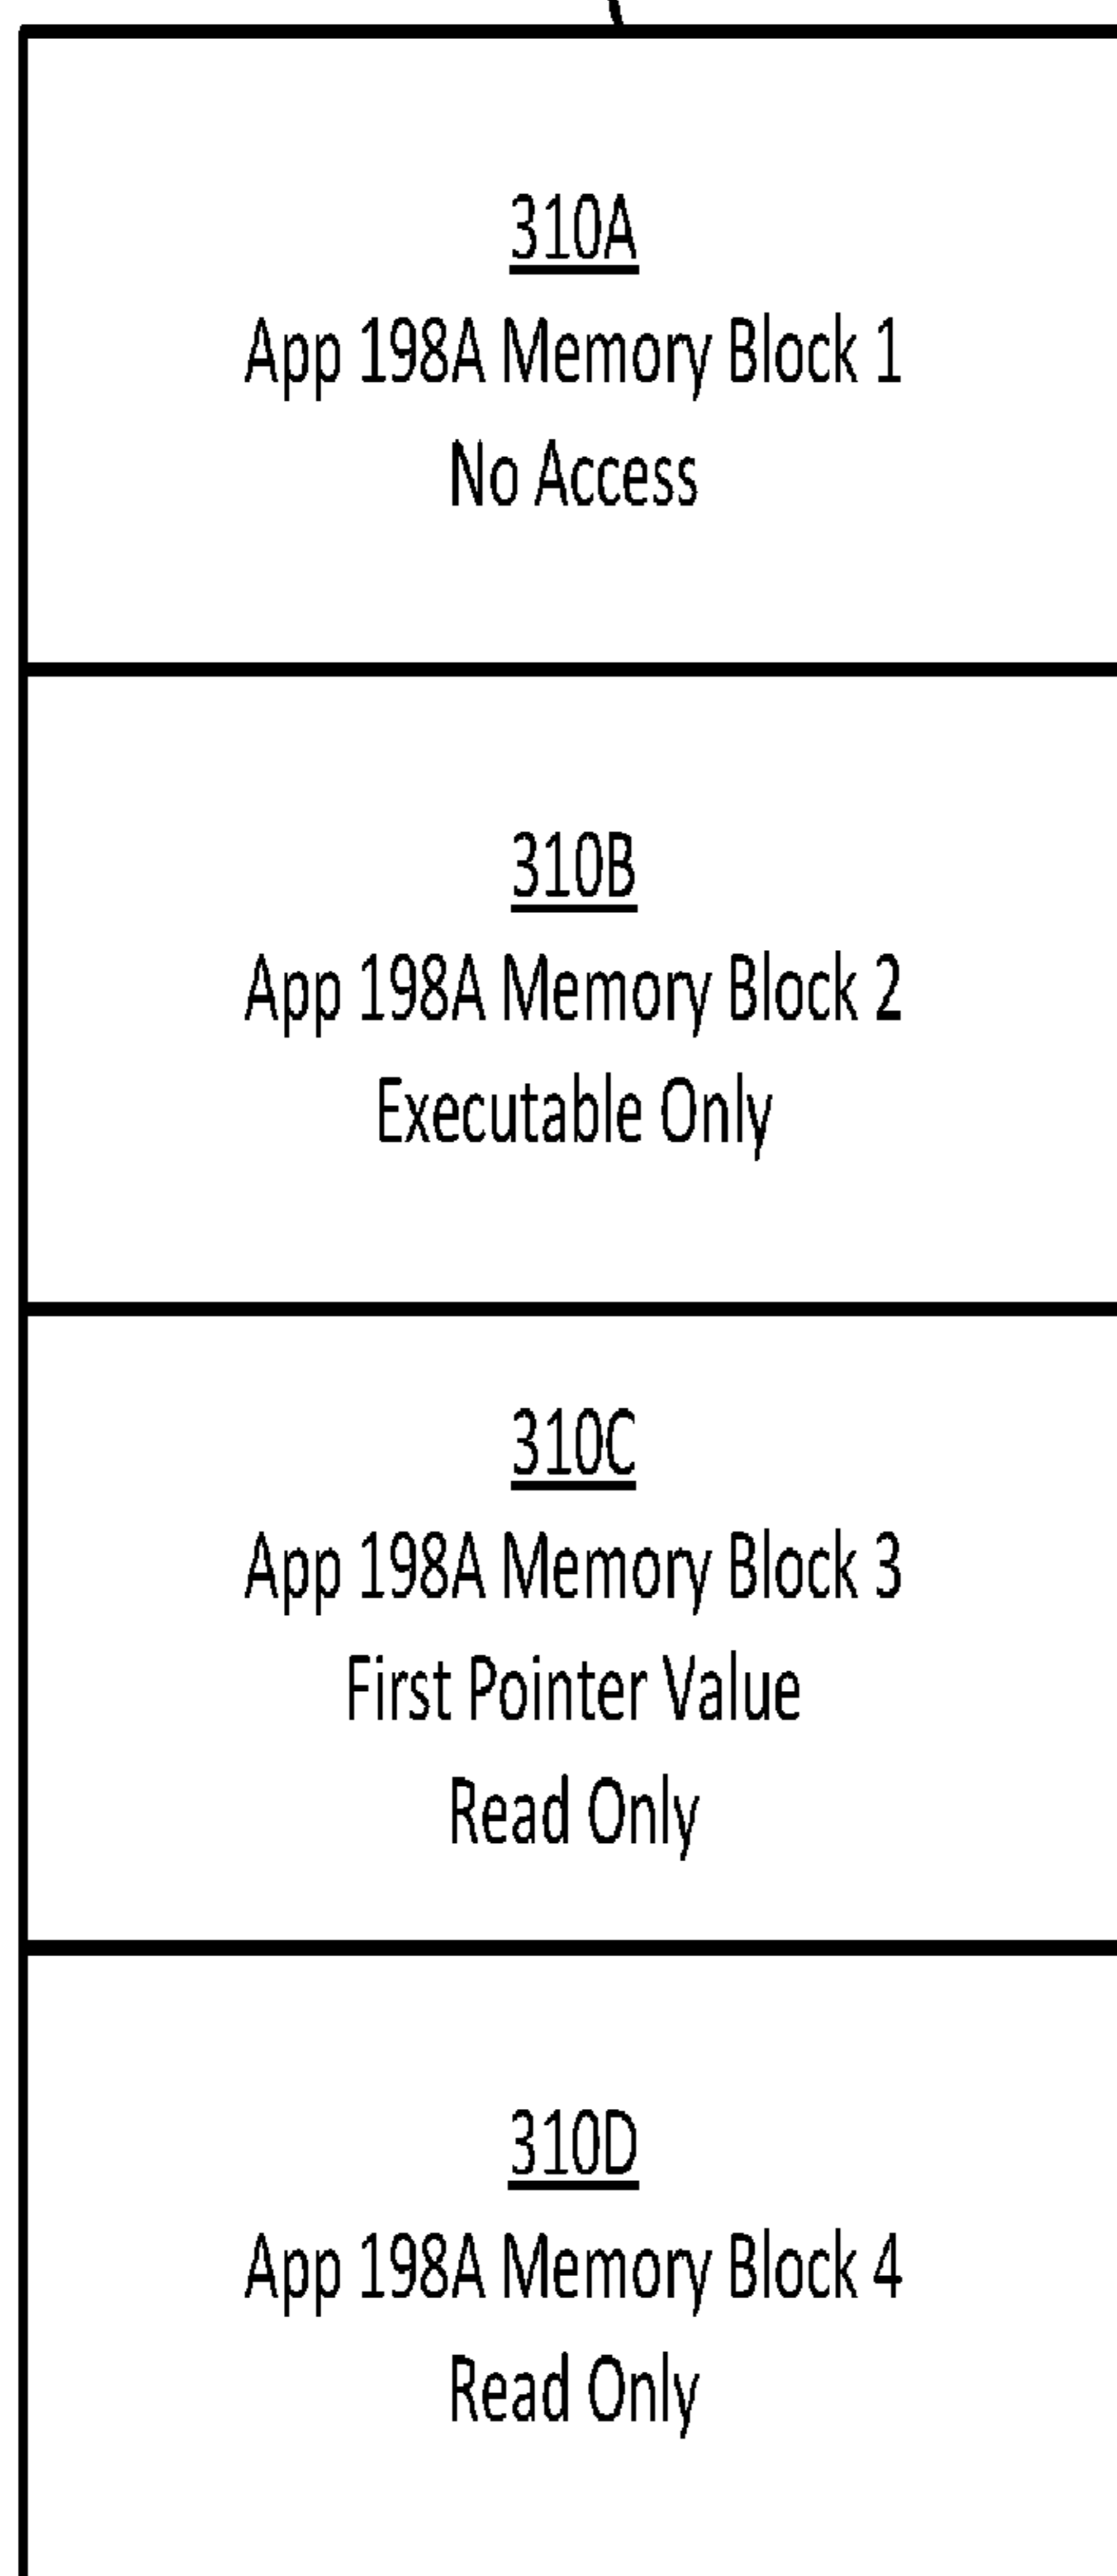 310A
App 198A Memory Block 1
No Access
310B
App 198A Memory Block 2
Executable Only
310C
App 198A Memory Block 3
First Pointer Value
Read Only
310D
App 198A Memory Block 4
Read Only